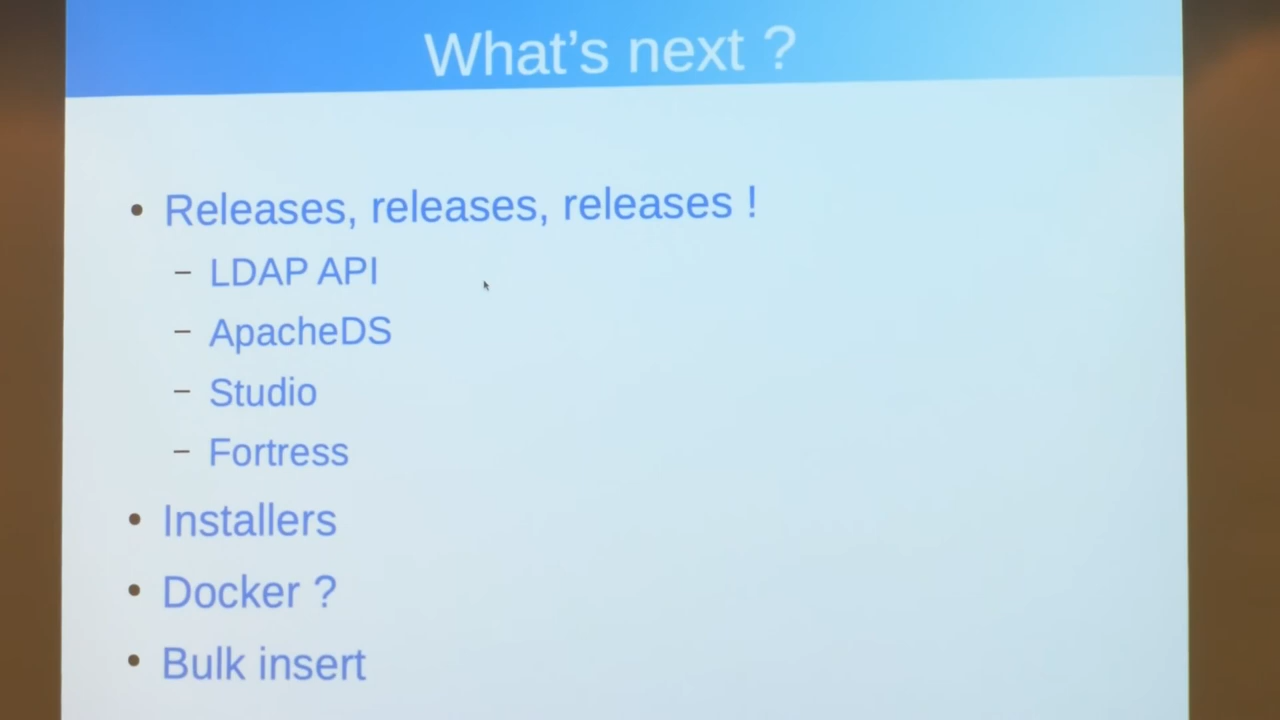 What’s next ?
• Releases, releases, releases !
– LDAP API
– ApacheDS
– Studio
– Fortress
• Installers
• Docker ?
• Bulk insert